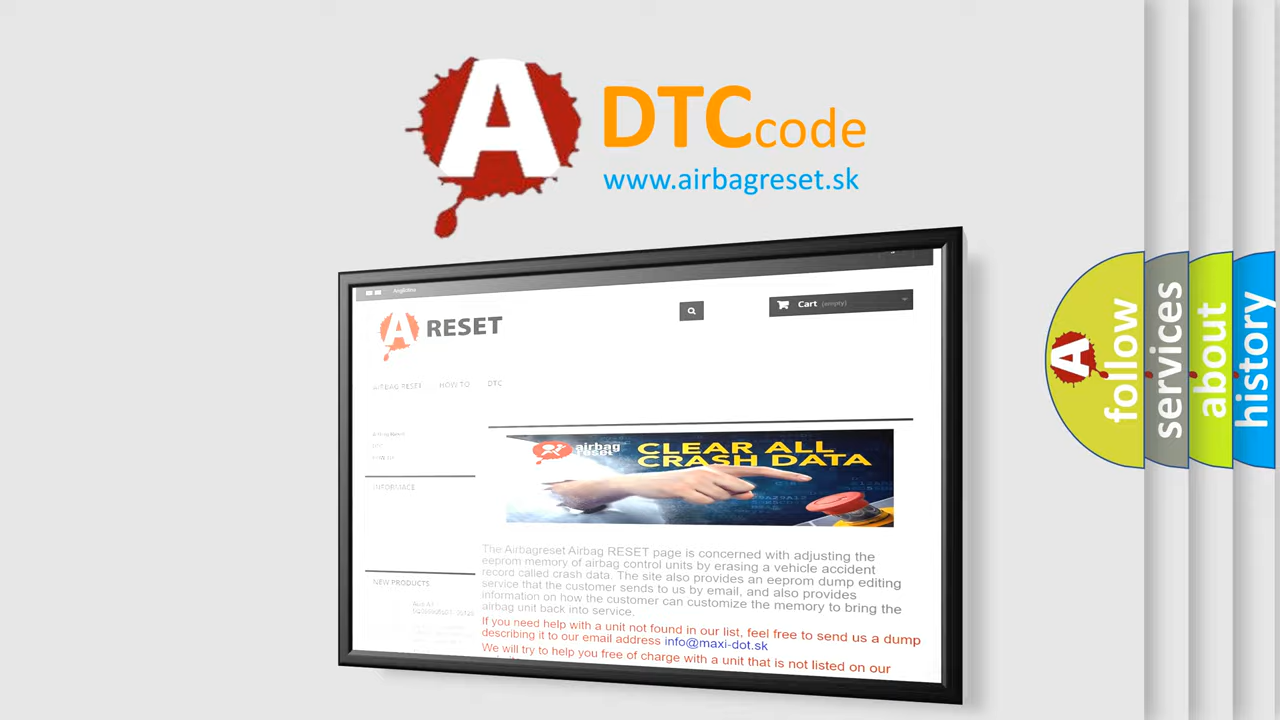 A DTC code
www.airbagreset.sk
A RESET
Cart (empty)
AIRBAG RESET HOW TO DTC
INFORMACE
NEW PRODUCTS
airbag
reset
CLEAR ALL
CRASH DATA
The Airbagreset Airbag RESET page is concerned with adjusting the
eeprom memory of airbag control units by erasing a vehicle accident
record called crash data. The site also provides an eeprom dump editing
service that the customer sends to us by email, and also provides
information on how the customer can customize the memory to bring the
airbag unit back into service.
If you need help with a unit not found in our list, feel free to send us a dump
describing it to our email address info@maxi-dot.sk
We will try to help you free of charge with a unit that is not listed on our
A follow
services
about
history